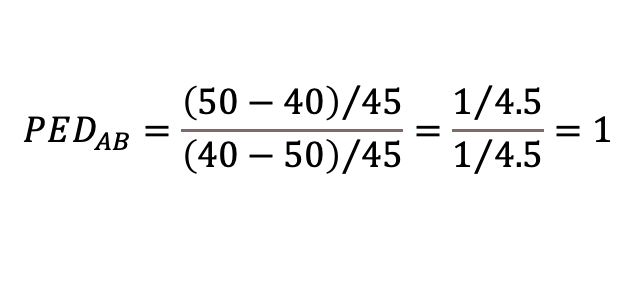 PED_AB = (50 − 40)/45 / (40 − 50)/45 = 1/4.5 / 1/4.5 = 1